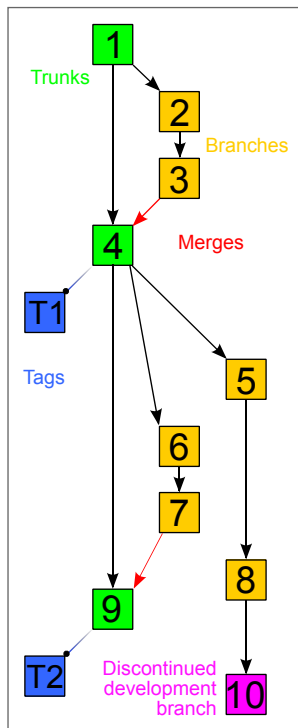 1
Trunks
2
Branches
3
4
Merges
T1
Tags
5
6
7
8
9
T2
Discontinued
development
branch
10